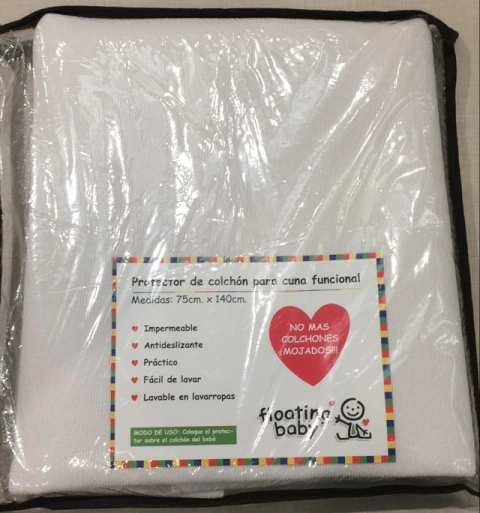 Protector de colchón para cuna funcional
Medidas: 75cm. x 140cm.
Impermeable
Antideslizante
Práctico
Fácil de lavar
Lavable en lavarropas
NO MAS
COLCHONES
¡MOJADOS!!!
MODO DE USO: Coloque el protec-
tor sobre el colchón del bebé
floating
baby